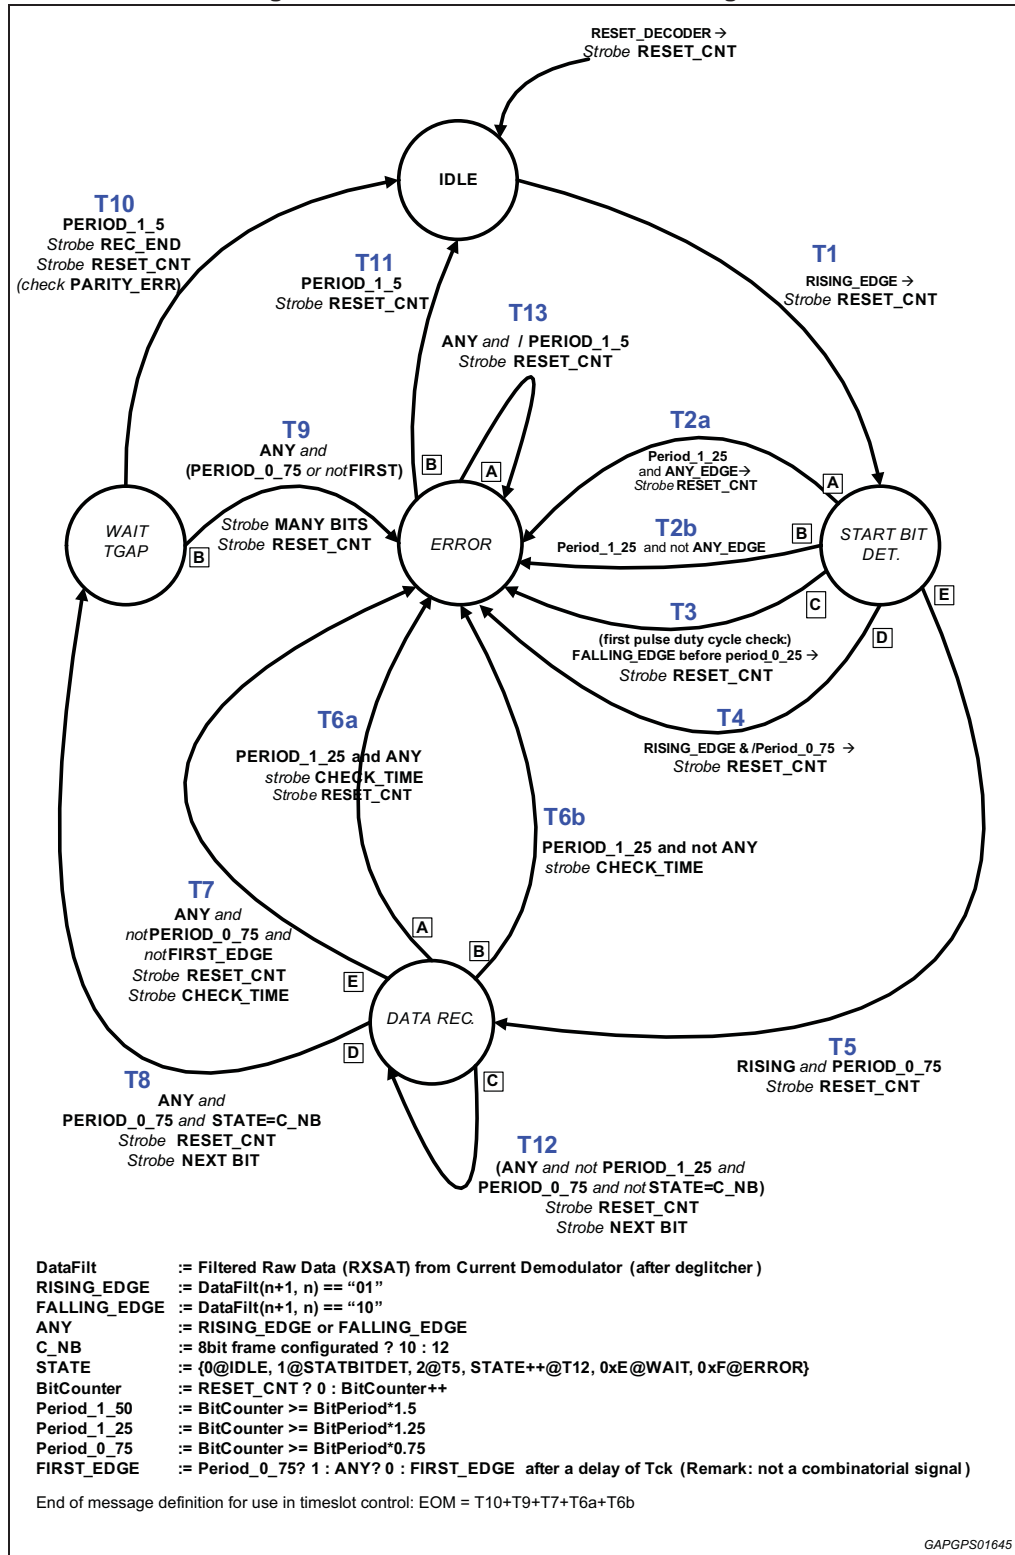 RESET_DECODER →
Strobe RESET_CNT
IDLE
T10
PERIOD_1_5
Strobe REC_END
Strobe RESET_CNT
(check PARITY_ERR)
T11
PERIOD_1_5
Strobe RESET_CNT
T1
RISING_EDGE →
Strobe RESET_CNT
T13
ANY and / PERIOD_1_5
Strobe RESET_CNT
T9
ANY and
(PERIOD_0_75 or not FIRST)
Strobe MANY BITS
Strobe RESET_CNT
T2a
Period_1_25
and ANY_EDGE→
Strobe RESET_CNT
B
A
A
WAIT
TGAP
B
ERROR
T2b
Period_1_25 and not ANY_EDGE
B
START BIT
DET.
C
E
D
T3
(first pulse duty cycle check:)
FALLING_EDGE before period_0_25 →
Strobe RESET_CNT
T4
RISING_EDGE & /Period_0_75 →
Strobe RESET_CNT
T6a
PERIOD_1_25 and ANY
strobe CHECK_TIME
Strobe RESET_CNT
T6b
PERIOD_1_25 and not ANY
strobe CHECK_TIME
T7
ANY and
not PERIOD_0_75 and
not FIRST_EDGE
Strobe RESET_CNT
Strobe CHECK_TIME
A
B
E
DATA REC.
D
C
T5
RISING and PERIOD_0_75
Strobe RESET_CNT
T8
ANY and
PERIOD_0_75 and STATE=C_NB
Strobe RESET_CNT
Strobe NEXT BIT
T12
(ANY and not PERIOD_1_25 and
PERIOD_0_75 and not STATE=C_NB)
Strobe RESET_CNT
Strobe NEXT BIT
DataFilt := Filtered Raw Data (RXSAT) from Current Demodulator (after deglitcher)
RISING_EDGE := DataFilt(n+1, n) == “01”
FALLING_EDGE := DataFilt(n+1, n) == “10”
ANY := RISING_EDGE or FALLING_EDGE
C_NB := 8bit frame configurated ? 10 : 12
STATE := {0@IDLE, 1@STATBITDET, 2@T5, STATE++@T12, 0xE@WAIT, 0xF@ERROR}
BitCounter := RESET_CNT ? 0 : BitCounter++
Period_1_50 := BitCounter >= BitPeriod*1.5
Period_1_25 := BitCounter >= BitPeriod*1.25
Period_0_75 := BitCounter >= BitPeriod*0.75
FIRST_EDGE := Period_0_75? 1 : ANY? 0 : FIRST_EDGE after a delay of Tck (Remark: not a combinatorial signal)
End of message definition for use in timeslot control: EOM = T10+T9+T7+T6a+T6b
GAPGPS01645